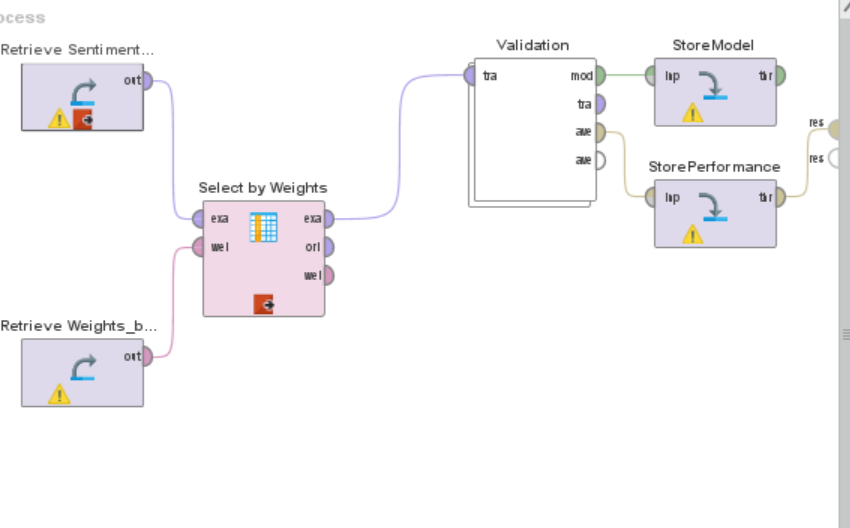 ocess
Retrieve Sentiment...
out
Select by Weights
exa
wei
exa
ori
wei
Retrieve Weights_b...
out
Validation
tra
mod
tra
ave
ave
StoreModel
inp
thr
StorePerformance
inp
thr
res
res